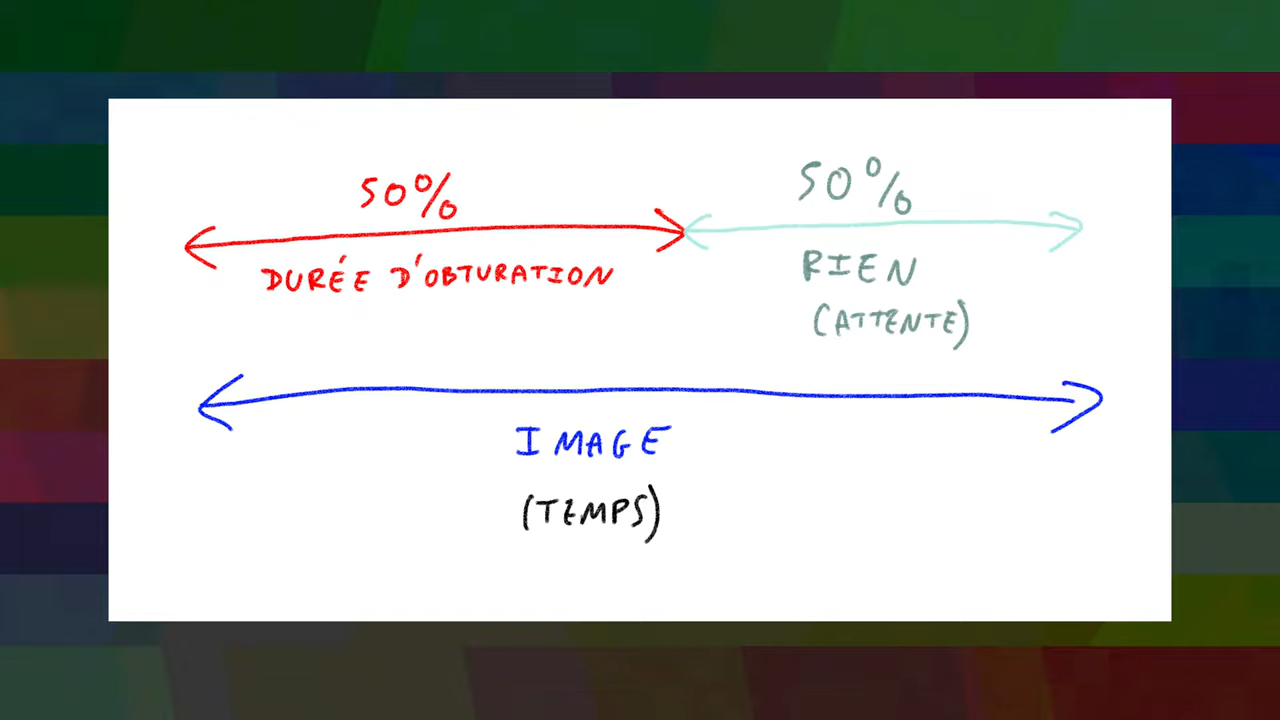 50%
DURÉE D'OBTURATION
50%
RIEN
(ATTENTE)
IMAGE
(TEMPS)